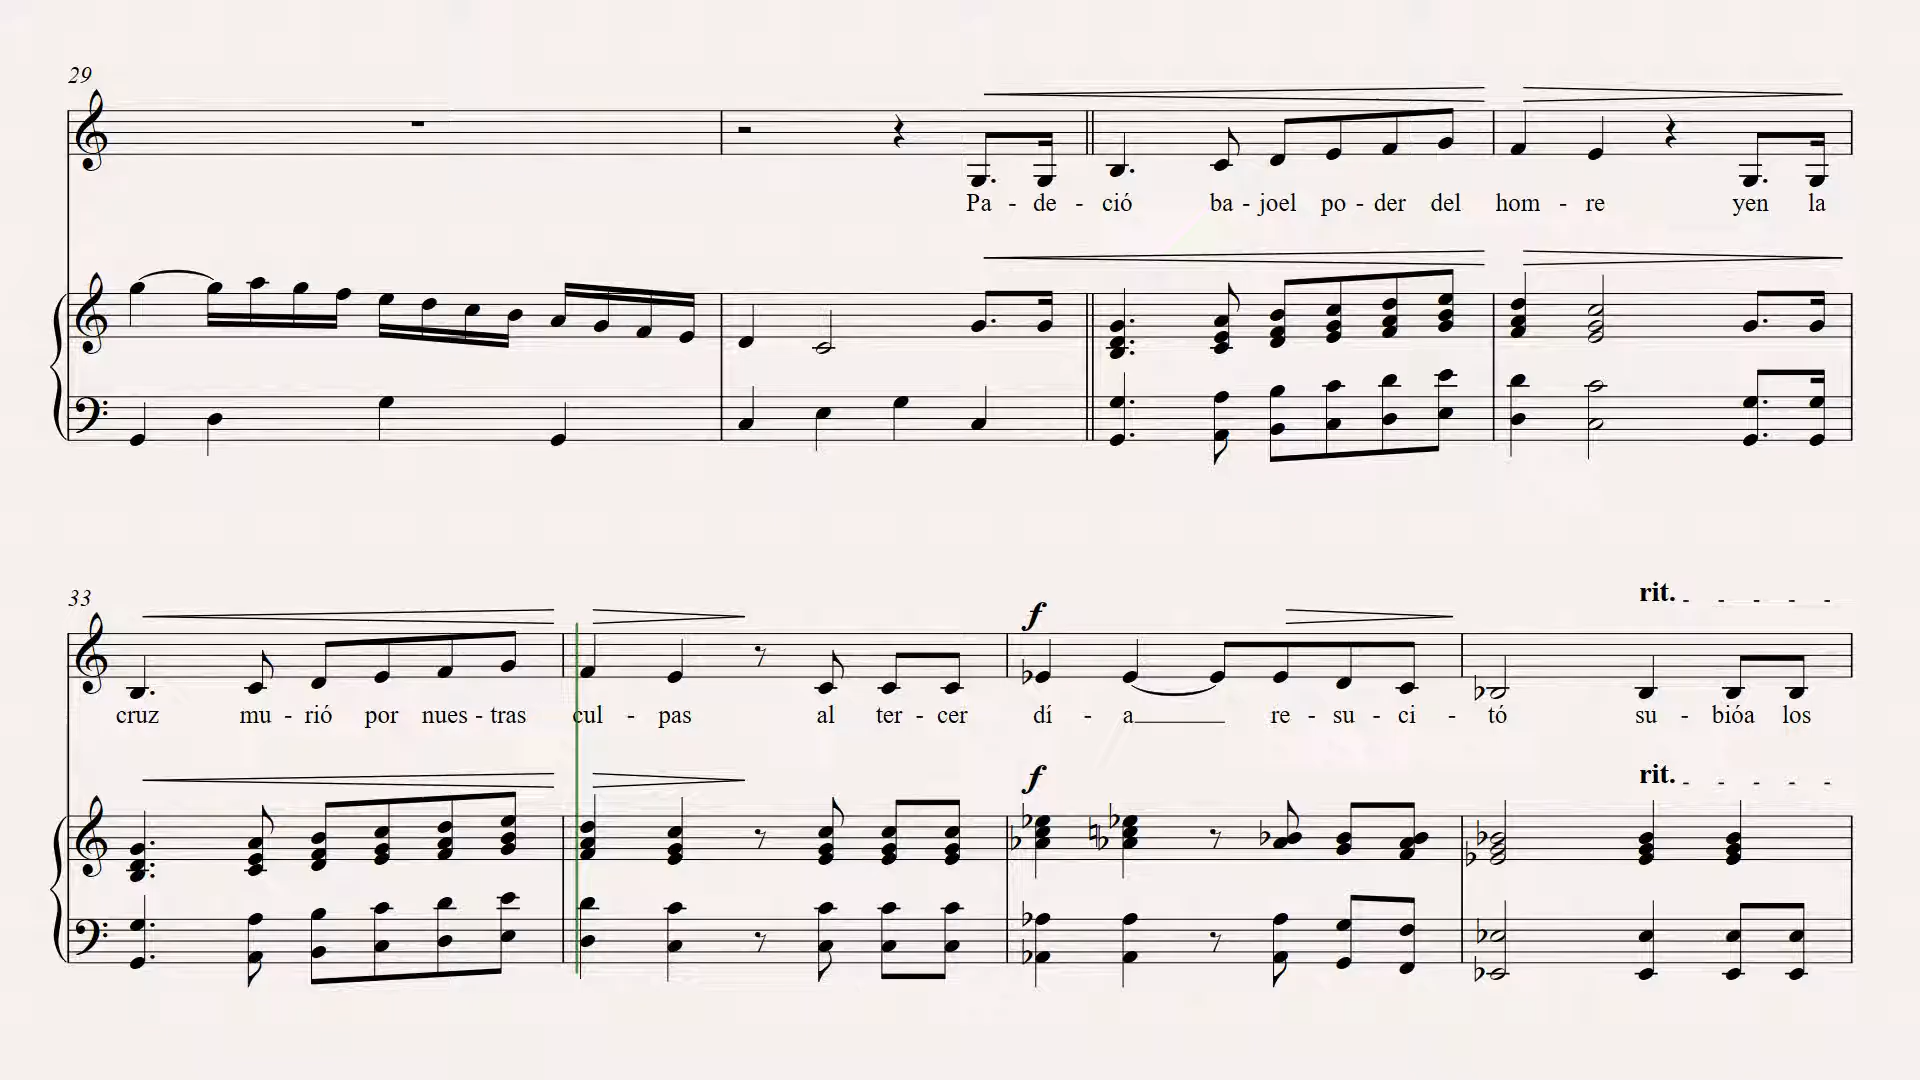 29
Pa - de - ció ba - joel po - der del hom - re yen la
33
rit. - - - - -
f
cruz mu - rió por nues - tras cul - pas al ter - cer dí - a re - su - ci - tó su - bióa los
rit. - - - - -
f